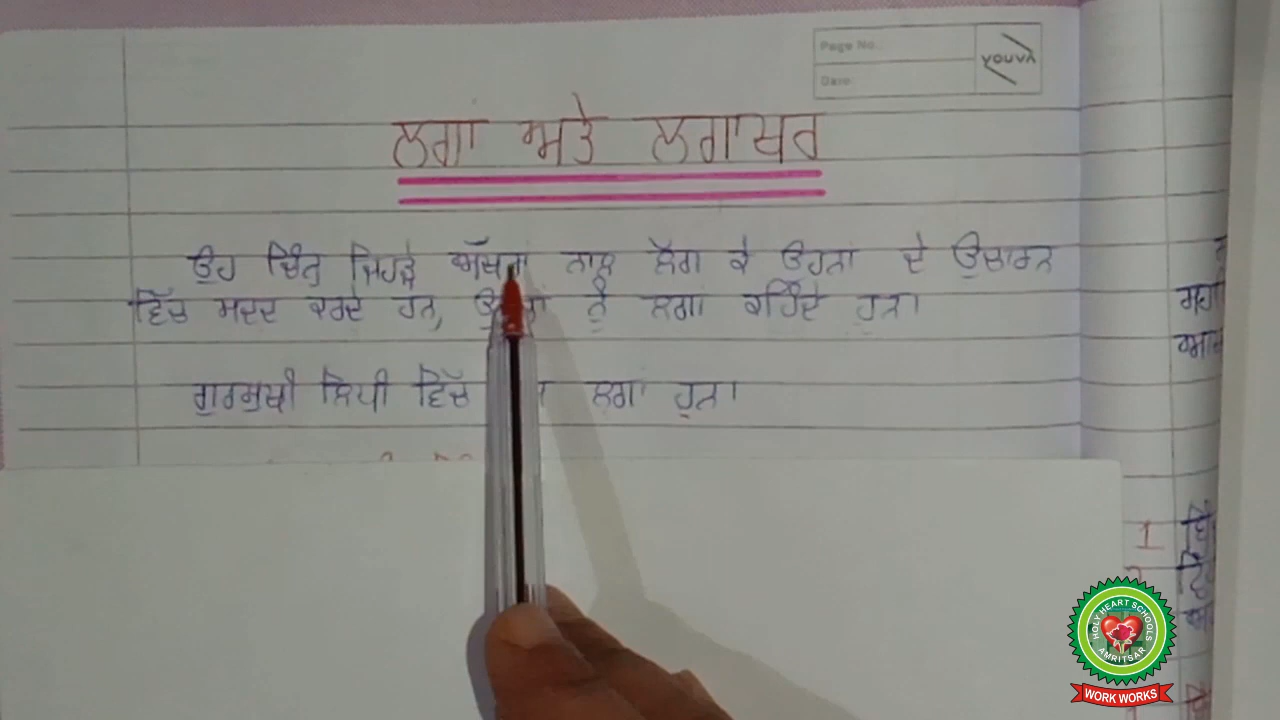 Page No.
Date
YOUVA
ਲਗਾਂ ਅਤੇ ਲਗਾਖਰ
ਉਹ ਚਿੰਨ੍ਹ ਜਿਹੜੇ ਅੱਖਰਾਂ ਨਾਲ ਲੱਗ ਕੇ ਉਹਨਾਂ ਦੇ ਉਚਾਰਨ
ਵਿੱਚ ਮਦਦ ਕਰਦੇ ਹਨ, ਨੂੰ ਲਗਾਂ ਕਹਿੰਦੇ ਹਨ।
ਗੁਰਮੁਖੀ ਲਿਪੀ ਵਿੱਚ ਲਗਾਂ ਹਨ।
1
HOLY HEART SCHOOLS
AMRITSAR
WORK WORKS